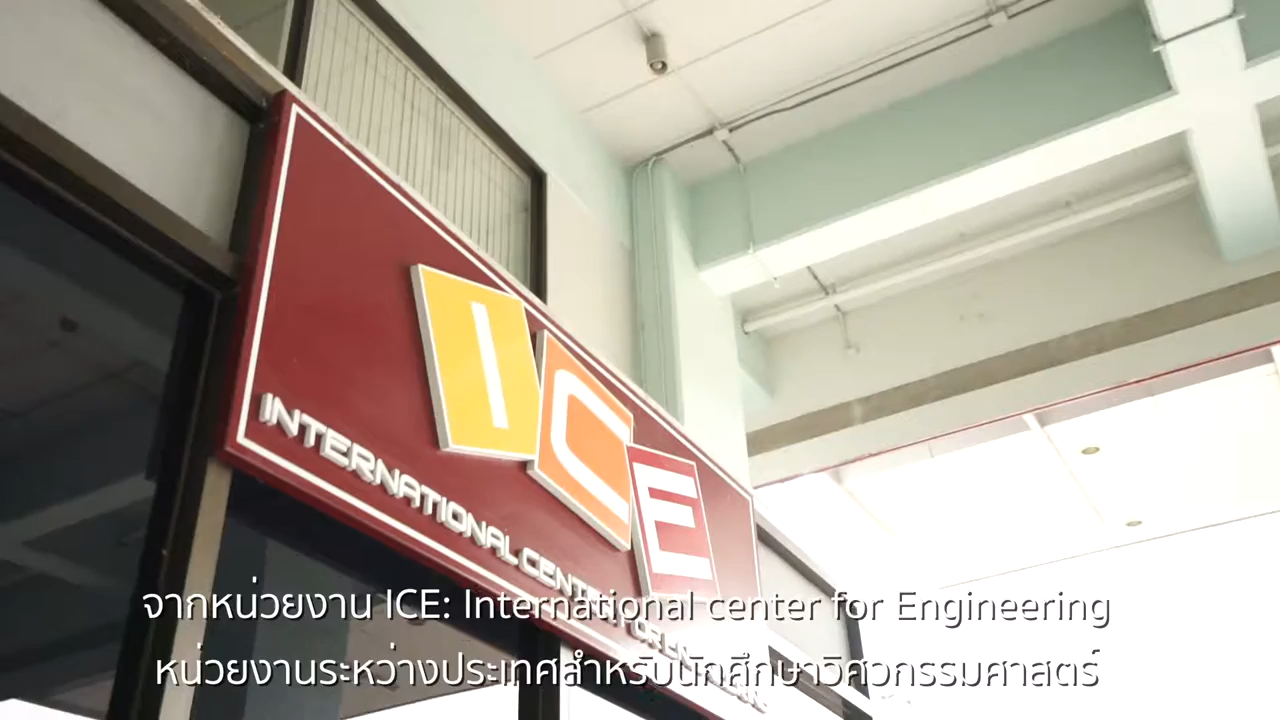 ICE
INTERNATIONAL CENTER FOR
จากหน่วยงาน ICE: International center for Engineering
หน่วยงานระหว่างประเทศสำหรับนักศึกษาวิศวกรรมศาสตร์